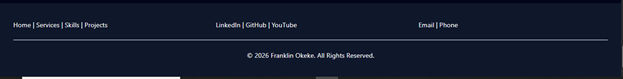 Home | Services | Skills | Projects
LinkedIn | GitHub | YouTube
Email | Phone
© 2026 Franklin Okeke. All Rights Reserved.